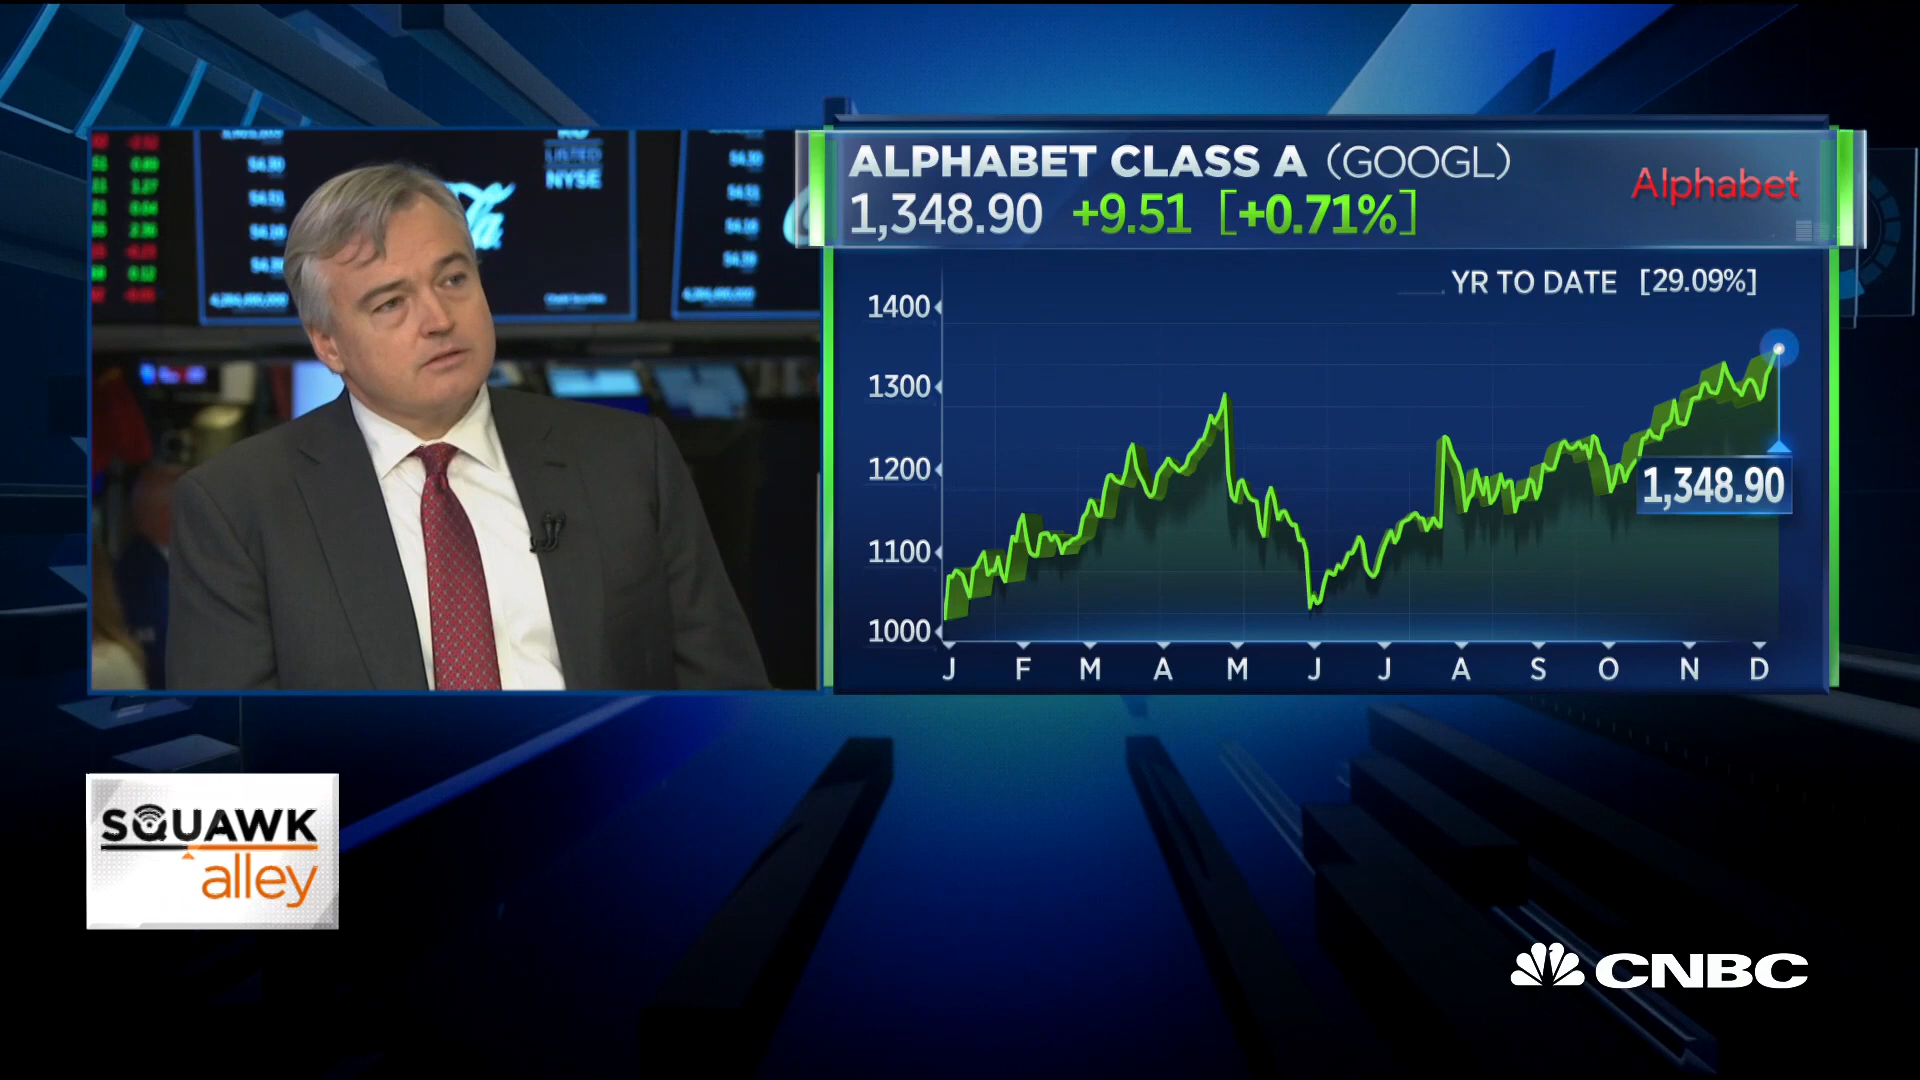 ALPHABET CLASS A (GOOGL)
1,348.90 +9.51 [+0.71%]
Alphabet
YR TO DATE [29.09%]
1400
1300
1200
1100
1000
1,348.90
J F M A M J J A S O N D
LISTED
NYSE
SQUAWK
alley
CNBC